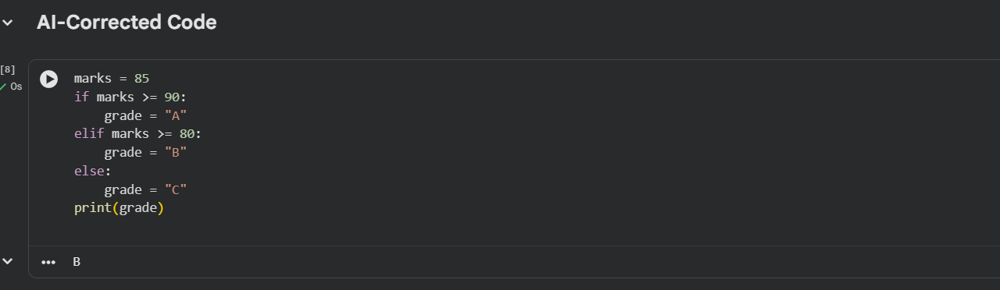 AI-Corrected Code
[8]
0s
marks = 85
if marks >= 90:
    grade = "A"
elif marks >= 80:
    grade = "B"
else:
    grade = "C"
print(grade)
B